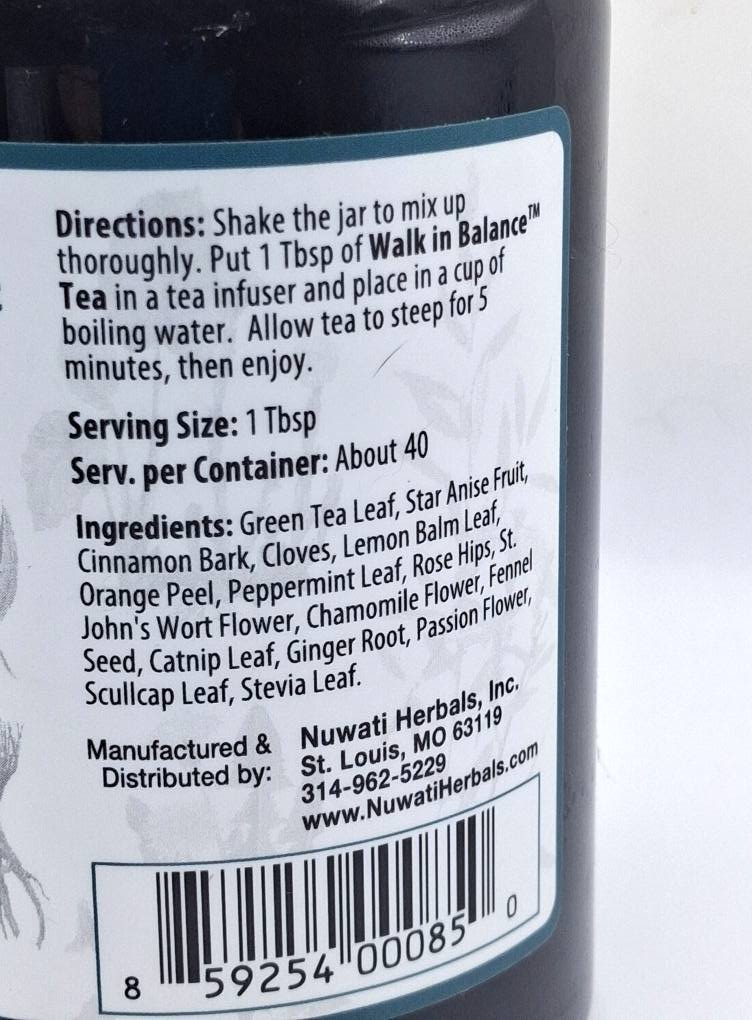 Directions: Shake the jar to mix up
thoroughly. Put 1 Tbsp of Walk in Balance™
Tea in a tea infuser and place in a cup of
boiling water. Allow tea to steep for 5
minutes, then enjoy.
Serving Size: 1 Tbsp
Serv. per Container: About 40
Ingredients: Green Tea Leaf, Star Anise Fruit,
Cinnamon Bark, Cloves, Lemon Balm Leaf,
Orange Peel, Peppermint Leaf, Rose Hips, St.
John's Wort Flower, Chamomile Flower, Fennel
Seed, Catnip Leaf, Ginger Root, Passion Flower,
Scullcap Leaf, Stevia Leaf.
Manufactured &
Distributed by:
Nuwati Herbals, Inc.
St. Louis, MO 63119
314-962-5229
www.NuwatiHerbals.com
8 59254 00085 0